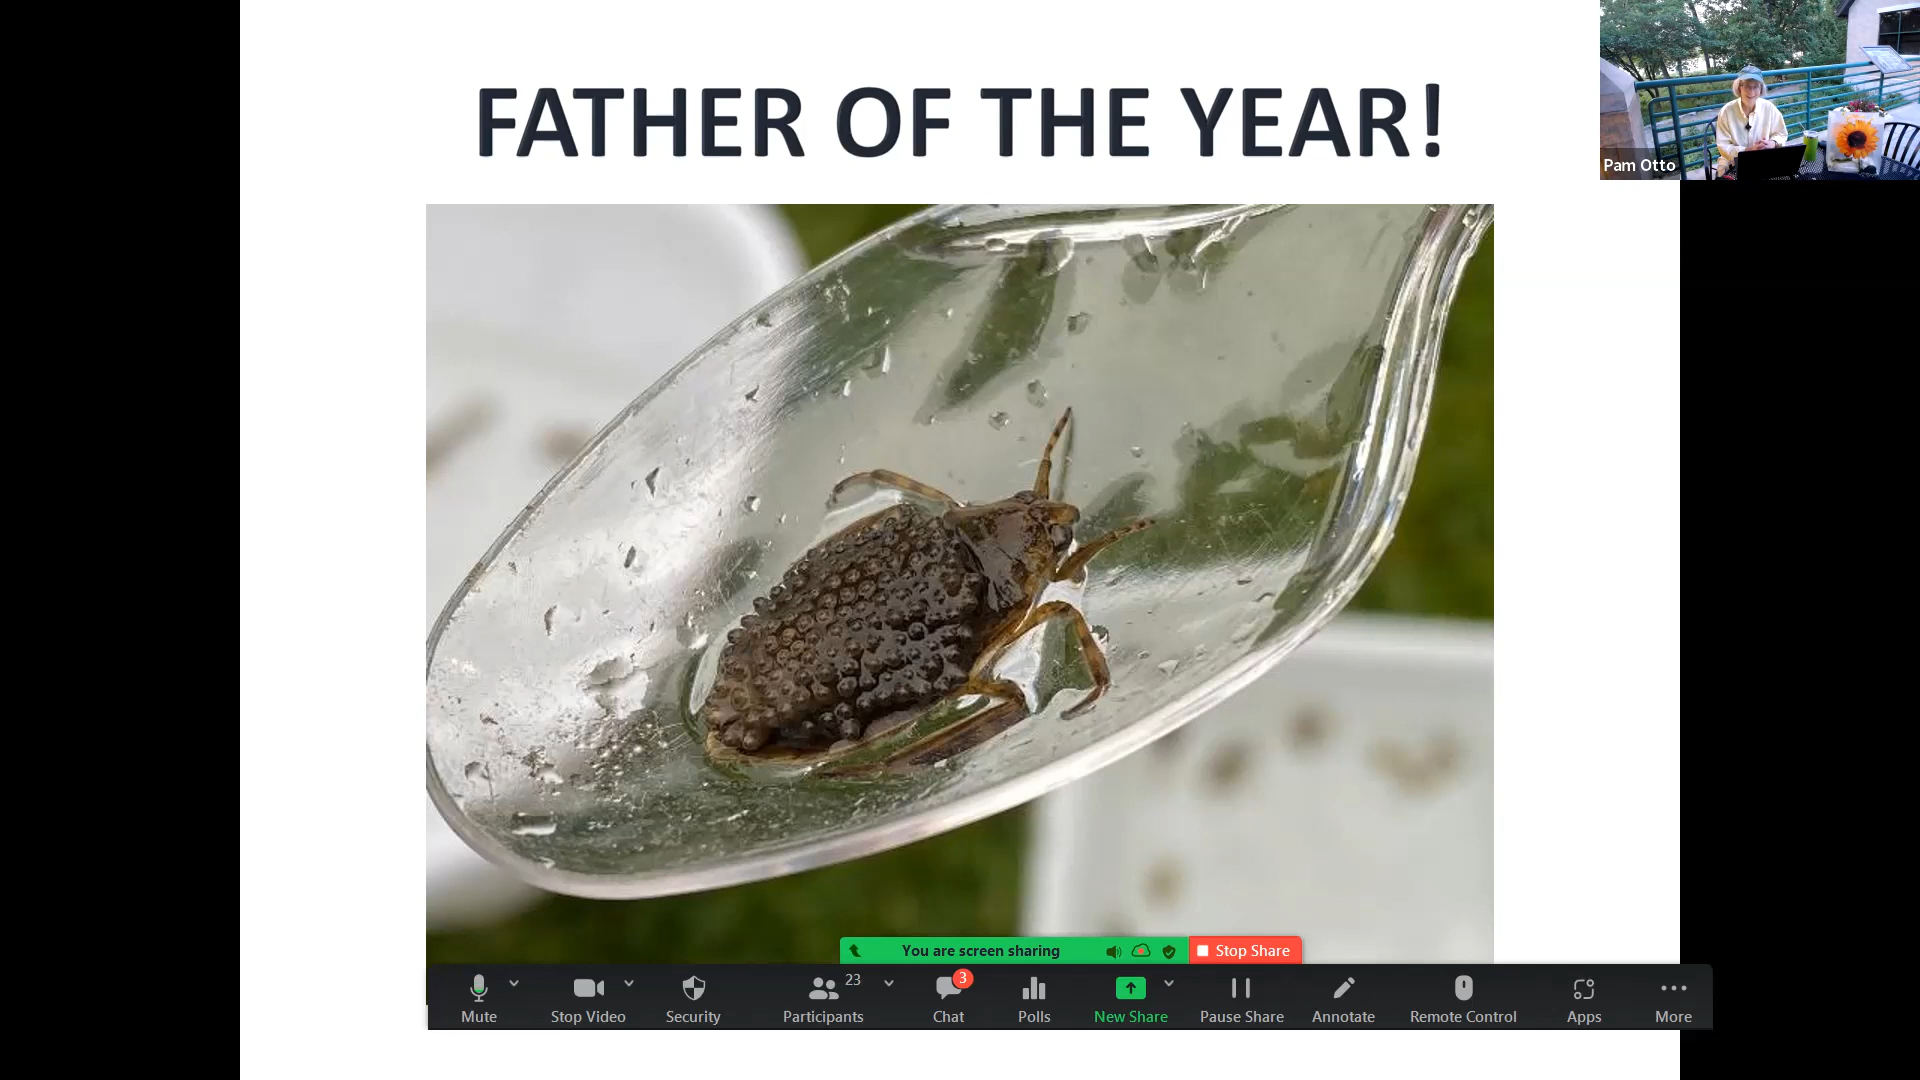 FATHER OF THE YEAR!
Pam Otto
You are screen sharing
Stop Share
23
3
Mute
Stop Video
Security
Participants
Chat
Polls
New Share
Pause Share
Annotate
Remote Control
Apps
More